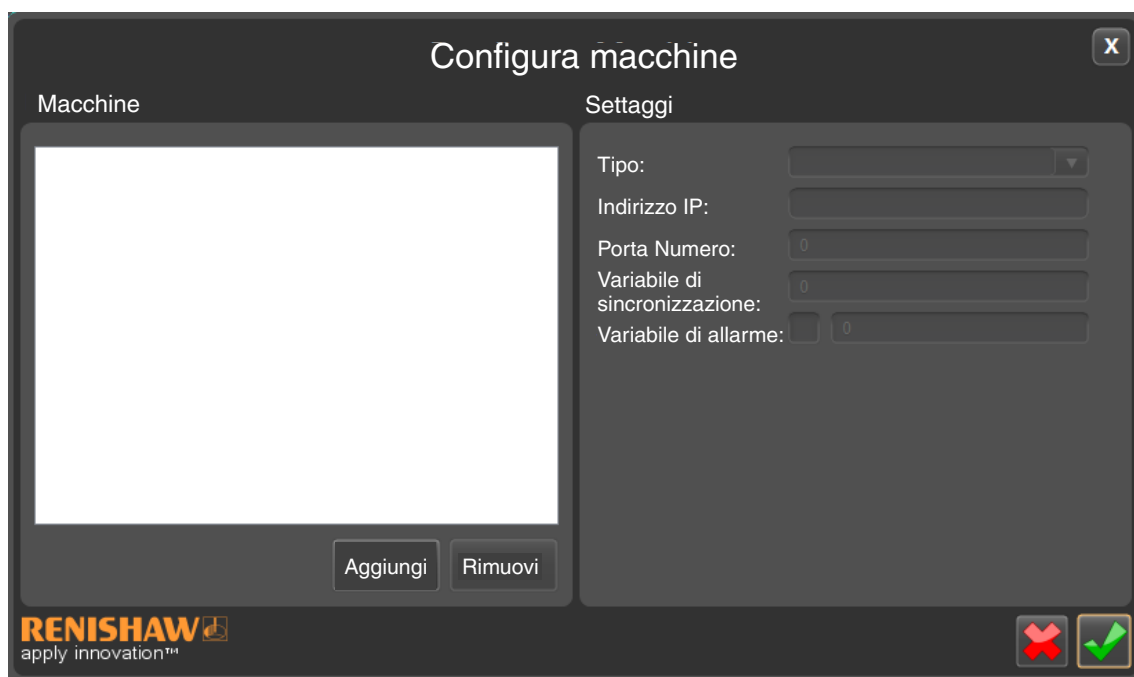 Configura macchine
X
Macchine
Settaggi
Tipo:
Indirizzo IP:
Porta Numero:
0
Variabile di
sincronizzazione:
0
Variabile di allarme:
0
Aggiungi
Rimuovi
RENISHAW
apply innovation™